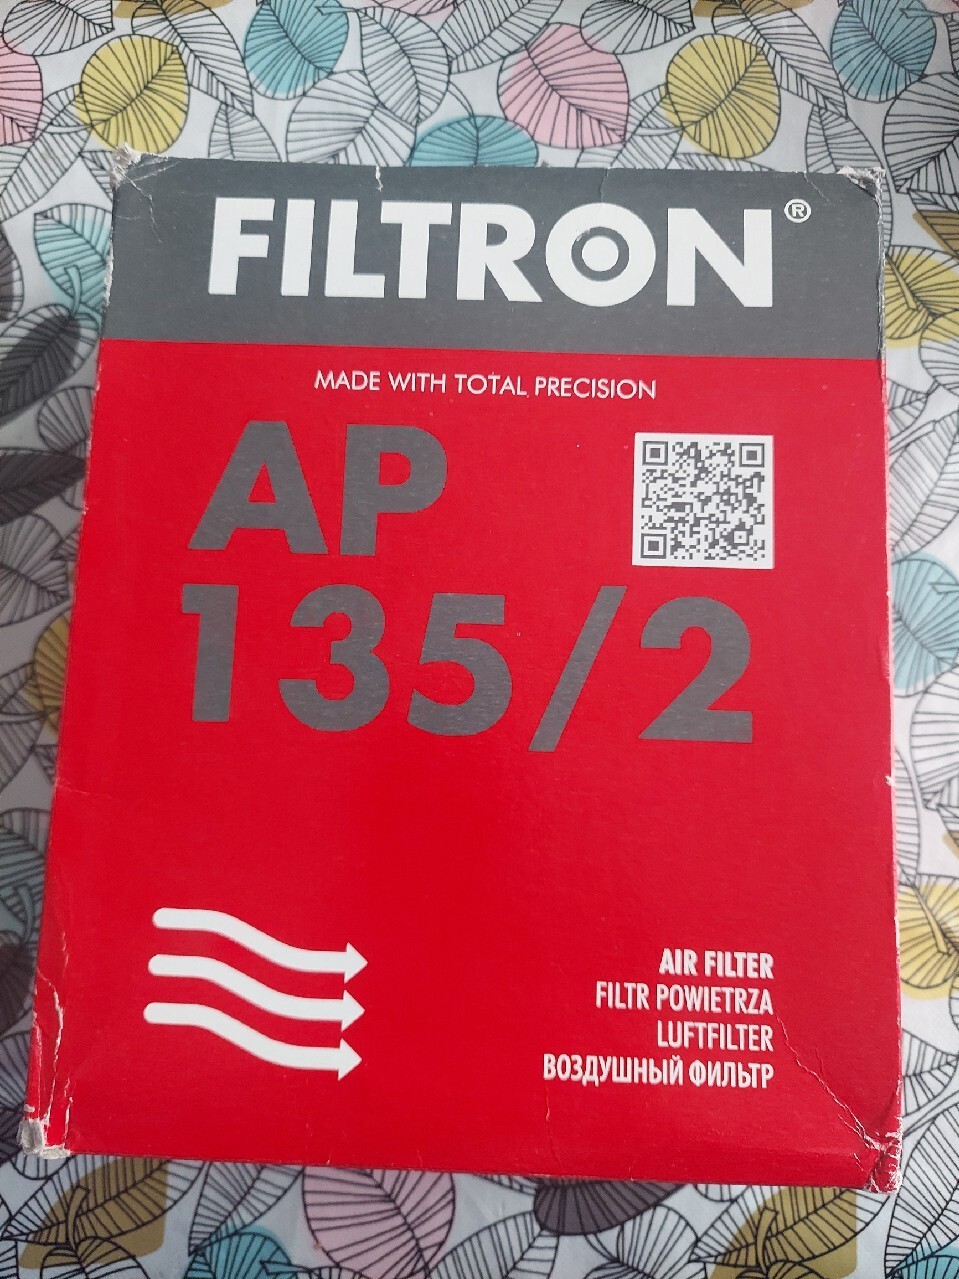 FILTRON®
MADE WITH TOTAL PRECISION
AP
135/2
AIR FILTER
FILTR POWIETRZA
LUFTFILTER
ВОЗДУШНЫЙ ФИЛЬТР